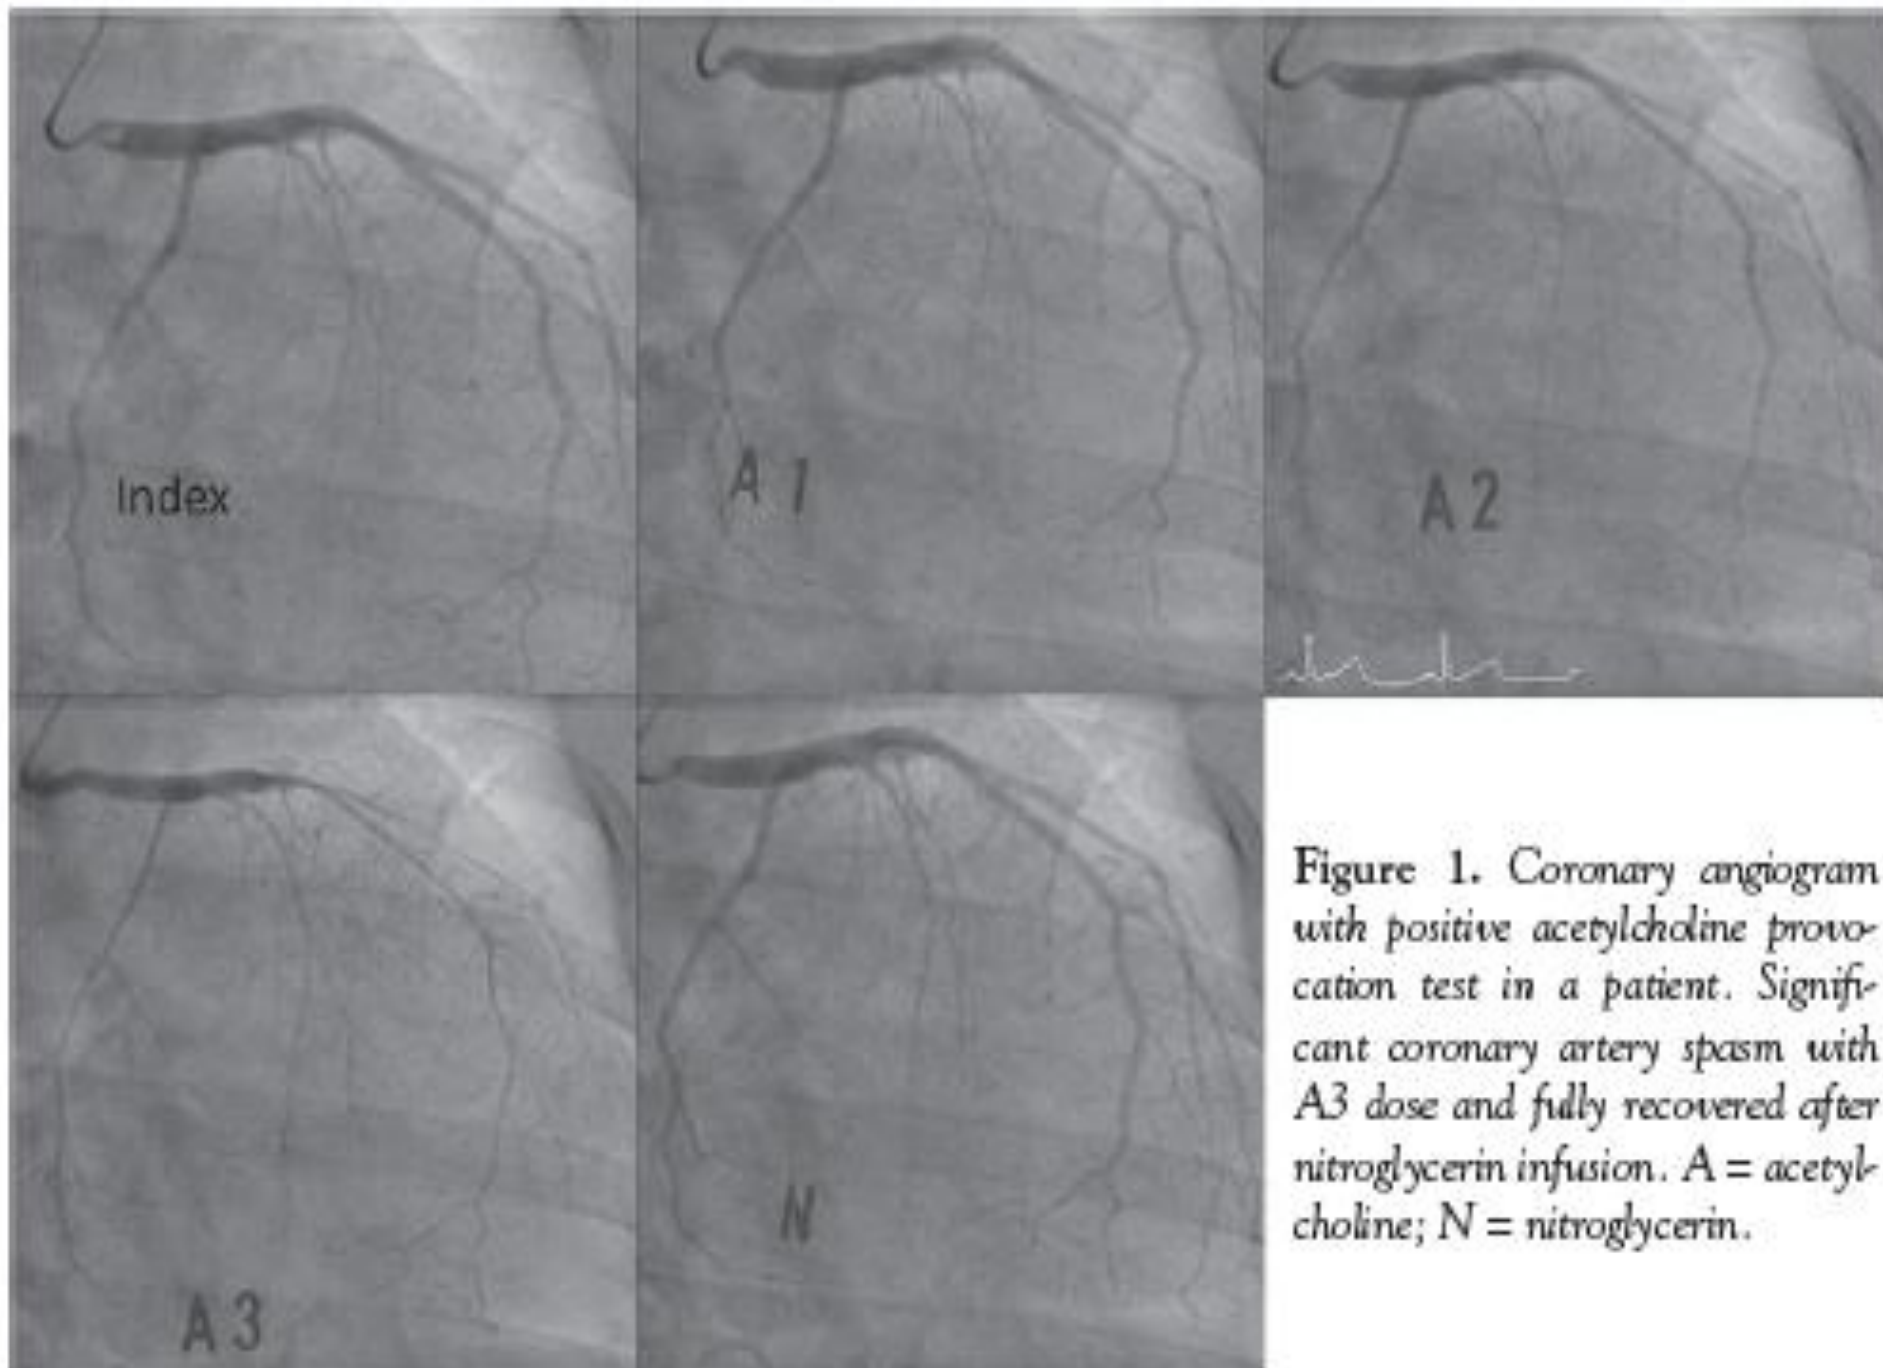 Index
A 1
A 2
A 3
N
Figure 1. Coronary angiogram
with positive acetylcholine provo-
cation test in a patient. Signifi-
cant coronary artery spasm with
A3 dose and fully recovered after
nitroglycerin infusion. A = acetyl-
choline; N = nitroglycerin.